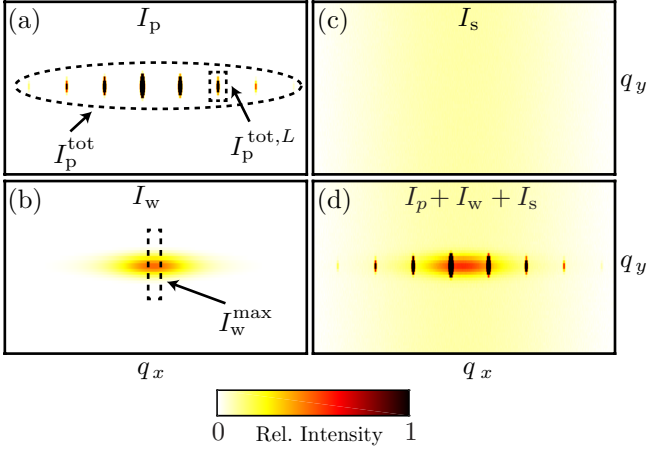 (a) I_p
I_p^tot
I_p^tot,L
(c) I_s
q_y
(b) I_w
I_w^max
q_x
(d) I_p + I_w + I_s
q_y
q_x
0 Rel. Intensity 1